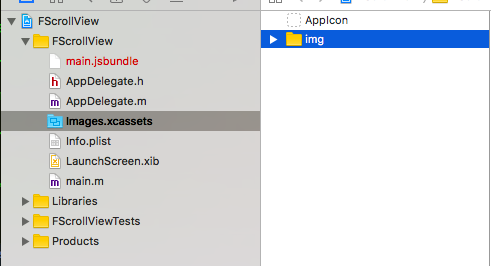 FScrollView
FScrollView
main.jsbundle
AppDelegate.h
AppDelegate.m
Images.xcassets
Info.plist
LaunchScreen.xib
main.m
Libraries
FScrollViewTests
Products
AppIcon
img